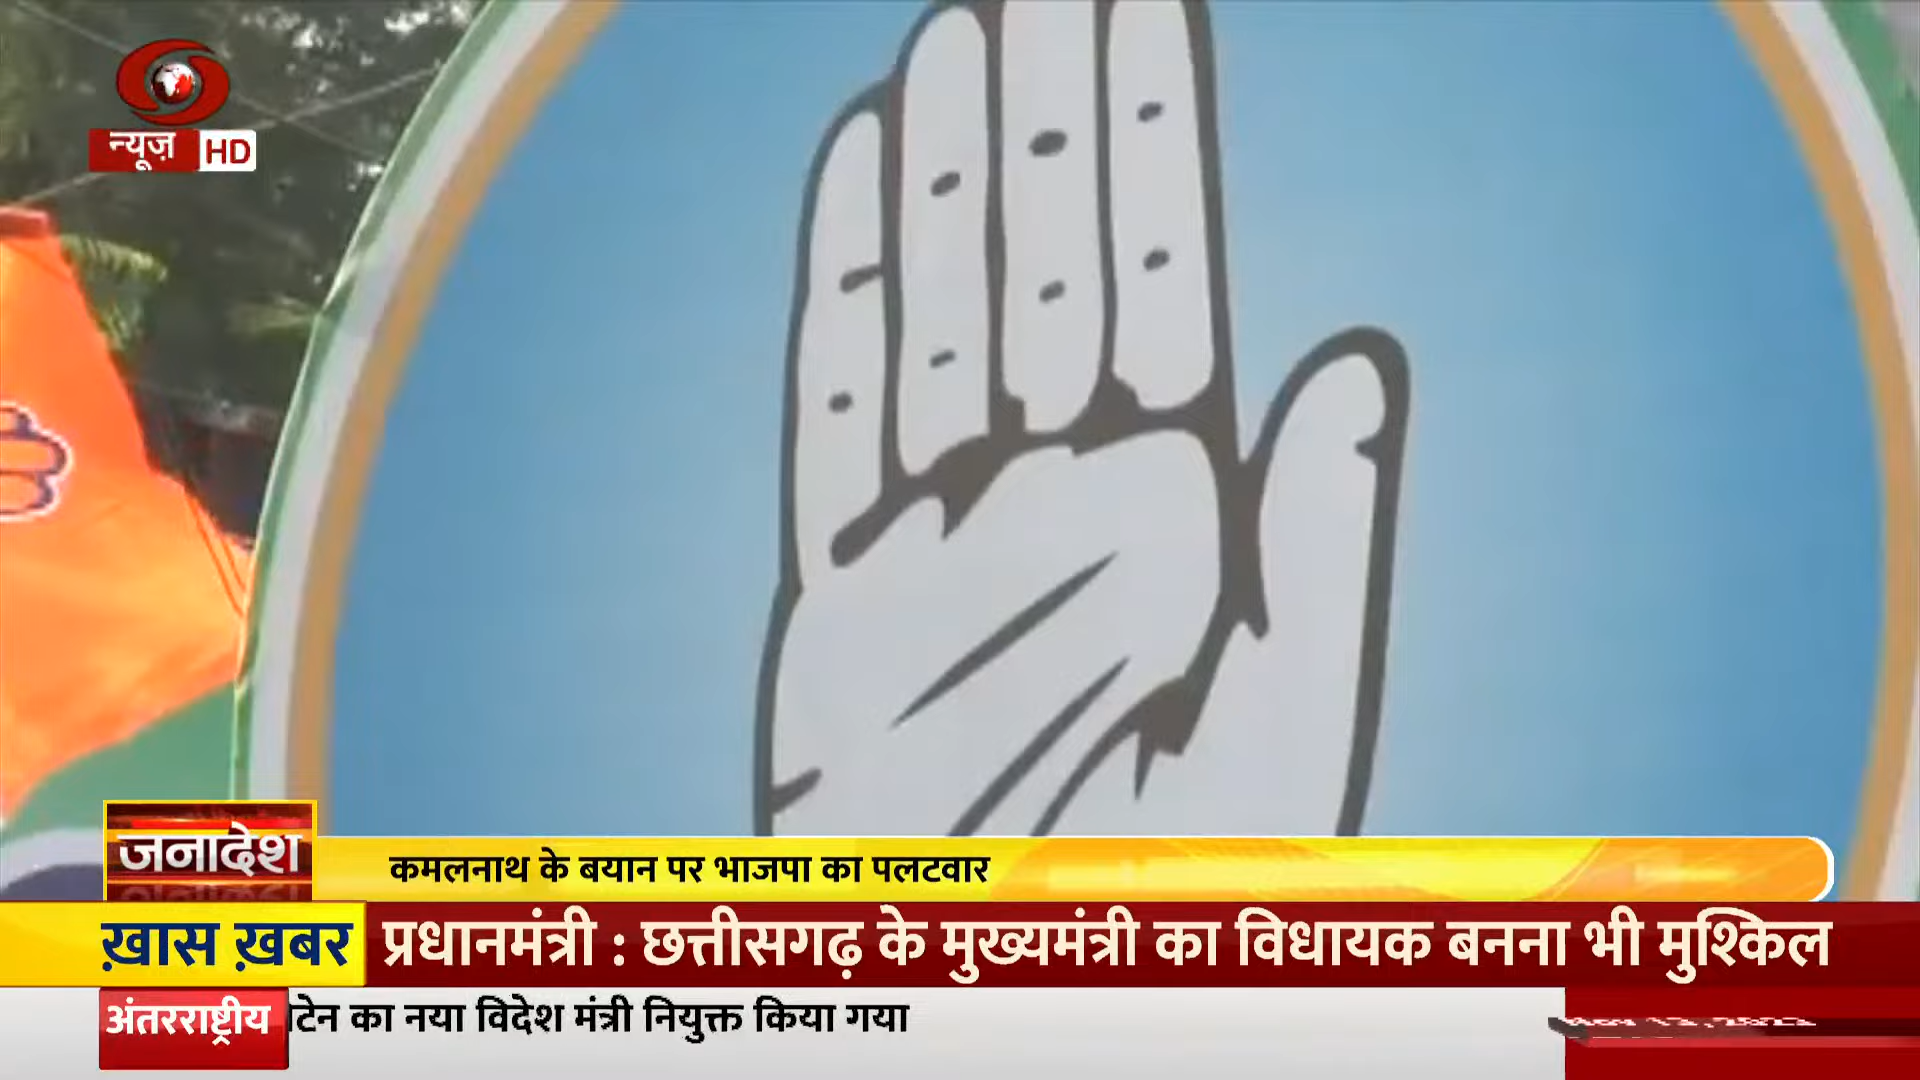 न्यूज़ HD
जनादेश
कमलनाथ के बयान पर भाजपा का पलटवार
ख़ास ख़बर
प्रधानमंत्री : छत्तीसगढ़ के मुख्यमंत्री का विधायक बनना भी मुश्किल
अंतरराष्ट्रीय
का नया विदेश मंत्री नियुक्त किया गया